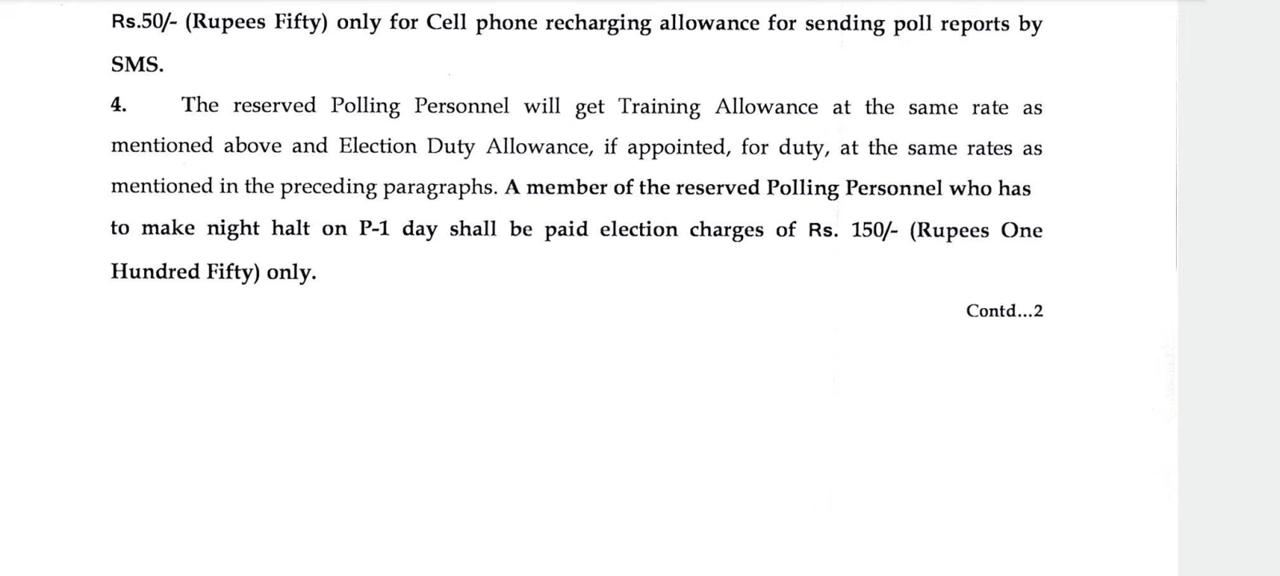 Rs.50/- (Rupees Fifty) only for Cell phone recharging allowance for sending poll reports by
SMS.
4. The reserved Polling Personnel will get Training Allowance at the same rate as
mentioned above and Election Duty Allowance, if appointed, for duty, at the same rates as
mentioned in the preceding paragraphs. A member of the reserved Polling Personnel who has
to make night halt on P-1 day shall be paid election charges of Rs. 150/- (Rupees One
Hundred Fifty) only.
Contd...2